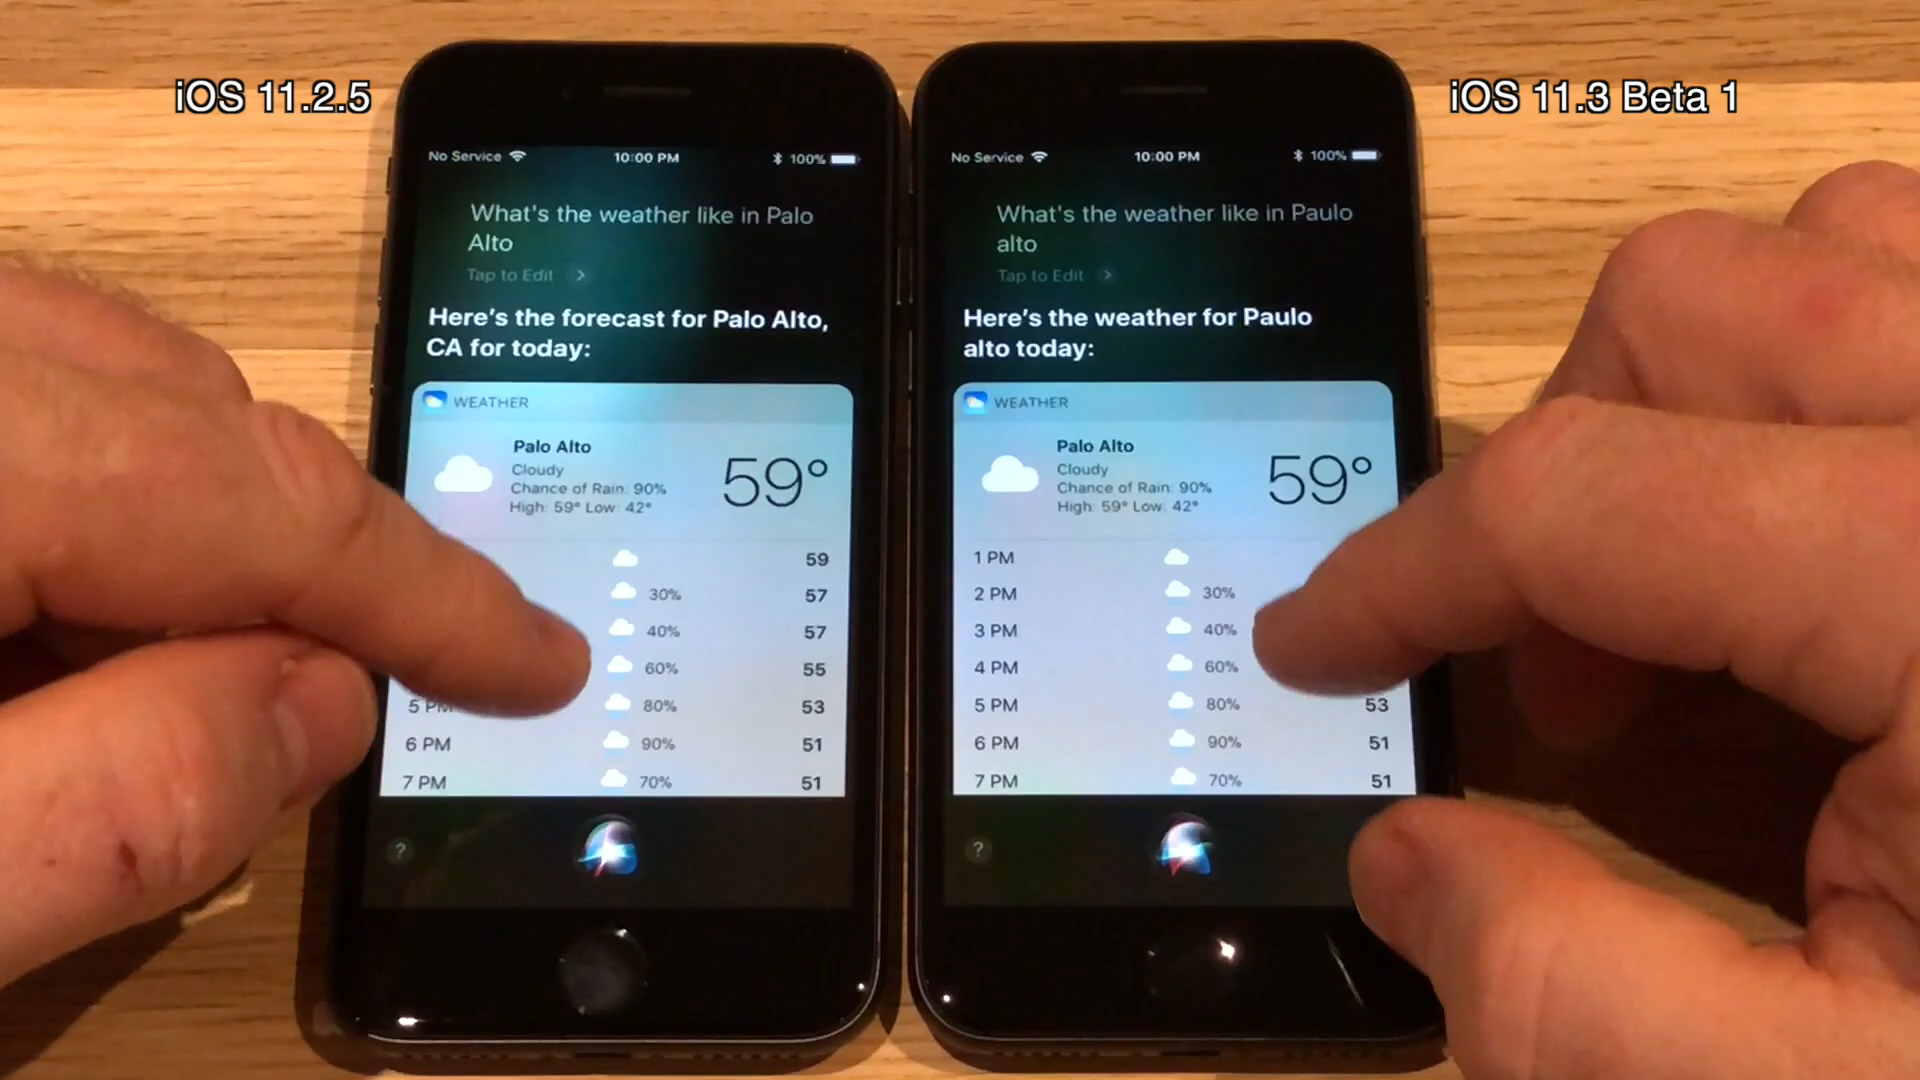 iOS 11.2.5
No Service 10:00 PM 100%
What's the weather like in Palo
Alto
Tap to Edit >
Here's the forecast for Palo Alto,
CA for today:
WEATHER
Palo Alto
Cloudy
Chance of Rain: 90%
High: 59° Low: 42°
59°
59
30% 57
40% 57
60% 55
5 PM 80% 53
6 PM 90% 51
7 PM 70% 51
?
iOS 11.3 Beta 1
No Service 10:00 PM 100%
What's the weather like in Paulo
alto
Tap to Edit >
Here's the weather for Paulo
alto today:
WEATHER
Palo Alto
Cloudy
Chance of Rain: 90%
High: 59° Low: 42°
59°
1 PM
2 PM 30%
3 PM 40%
4 PM 60%
5 PM 80% 53
6 PM 90% 51
7 PM 70% 51
?